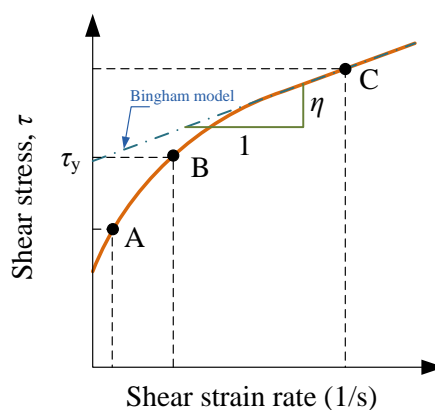 Shear stress, τ
Bingham model
C
η
1
τy
B
A
Shear strain rate (1/s)